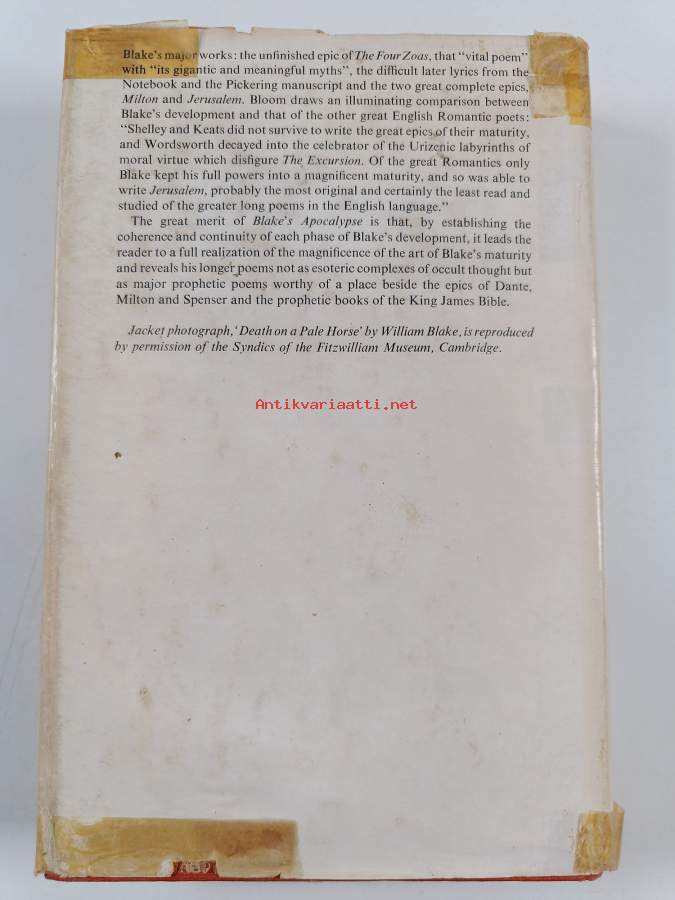 Blake's major works: the unfinished epic of The Four Zoas, that “vital poem”
with “its gigantic and meaningful myths”, the difficult later lyrics from the
Notebook and the Pickering manuscript and the two great complete epics,
Milton and Jerusalem. Bloom draws an illuminating comparison between
Blake's development and that of the other great English Romantic poets:
“Shelley and Keats did not survive to write the great epics of their maturity,
and Wordsworth decayed into the celebrator of the Urizenic labyrinths of
moral virtue which disfigure The Excursion. Of the great Romantics only
Blake kept his full powers into a magnificent maturity, and so was able to
write Jerusalem, probably the most original and certainly the least read and
studied of the greater long poems in the English language.”
The great merit of Blake's Apocalypse is that, by establishing the
coherence and continuity of each phase of Blake's development, it leads the
reader to a full realization of the magnificence of the art of Blake's maturity
and reveals his longer poems not as esoteric complexes of occult thought but
as major prophetic poems worthy of a place beside the epics of Dante,
Milton and Spenser and the prophetic books of the King James Bible.
Jacket photograph, ‘Death on a Pale Horse’ by William Blake, is reproduced
by permission of the Syndics of the Fitzwilliam Museum, Cambridge.
Antikvariaatti.net